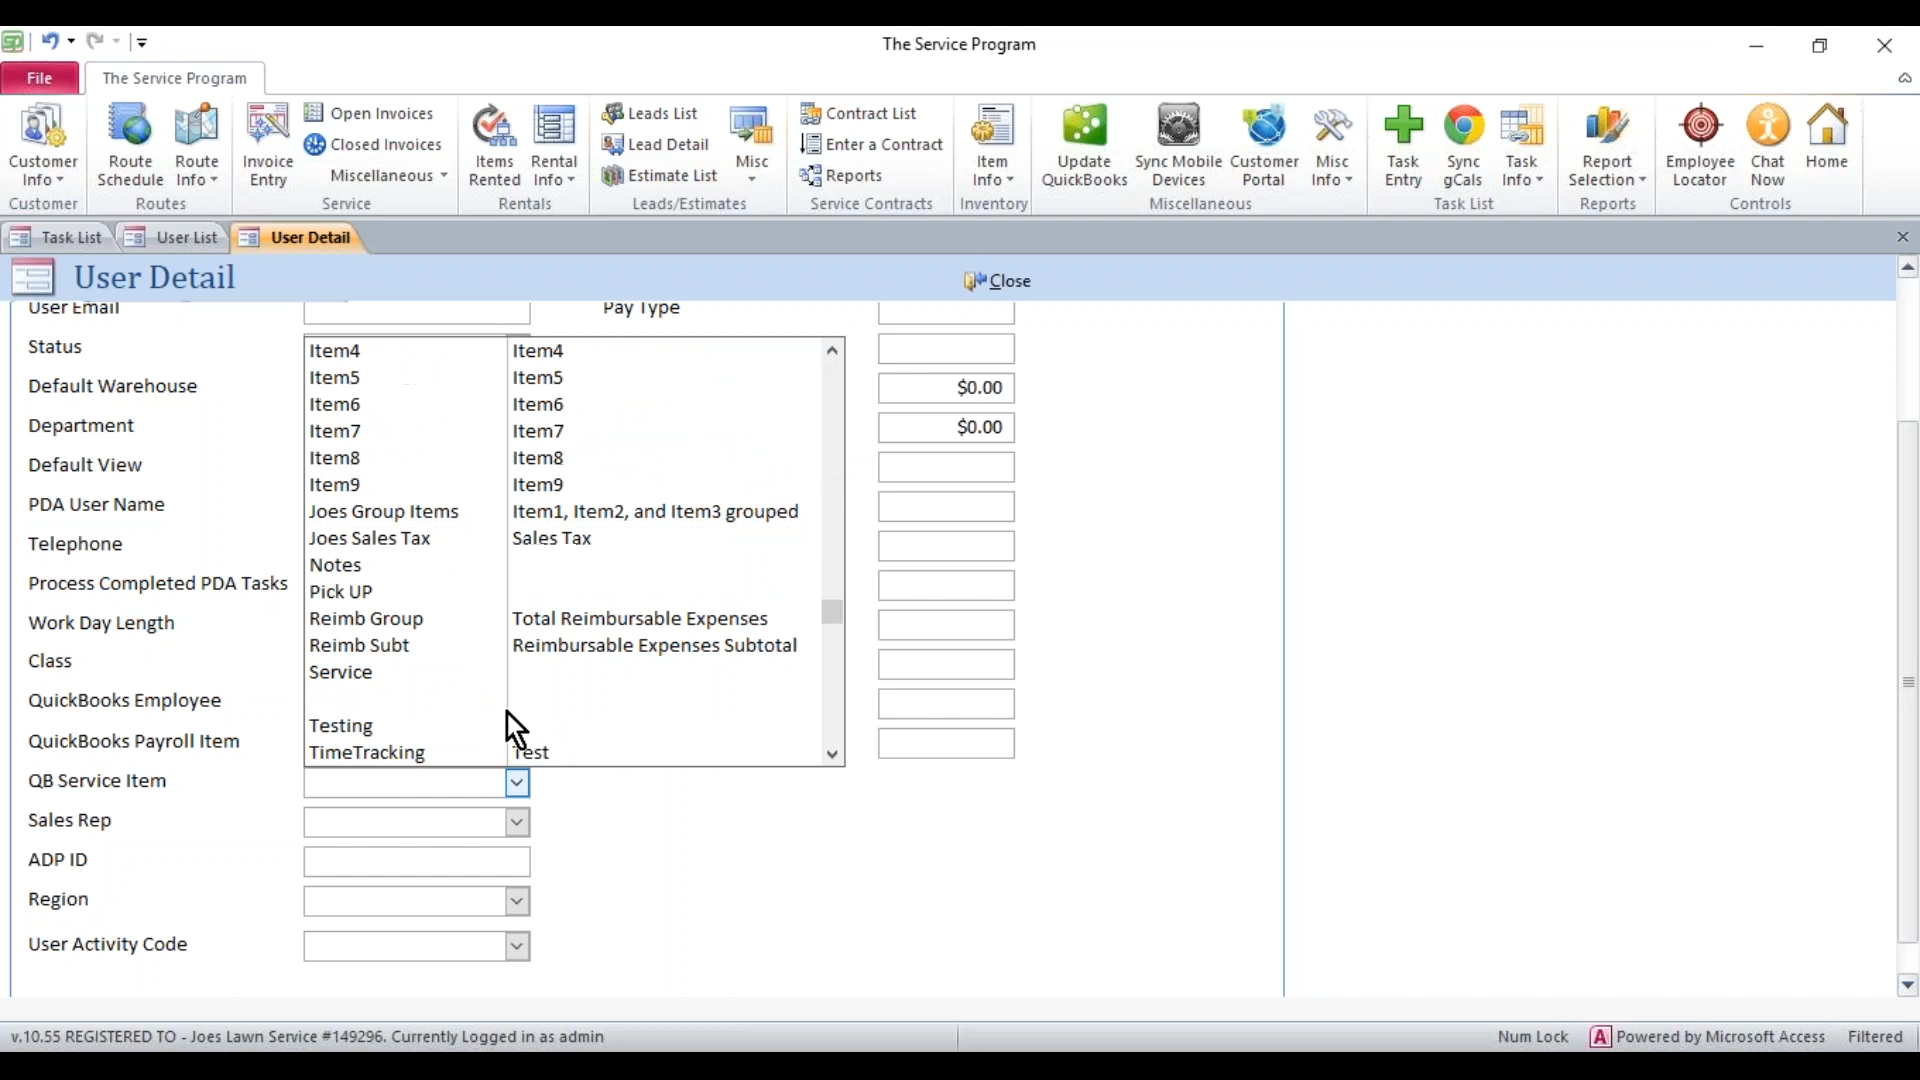 The Service Program
File The Service Program
Customer Info
Customer
Route Schedule
Route Info
Routes
Invoice Entry
Open Invoices
Closed Invoices
Miscellaneous
Service
Items Rented
Rental Info
Rentals
Leads List
Lead Detail
Estimate List
Misc
Leads/Estimates
Contract List
Enter a Contract
Reports
Service Contracts
Item Info
Inventory
Update QuickBooks
Sync Mobile Devices
Customer Portal
Misc Info
Miscellaneous
Task Entry
Sync gCals
Task Info
Task List
Report Selection
Reports
Employee Locator
Chat Now
Home
Controls
Task List User List User Detail
User Detail Close
User Email Pay Type
Status
Default Warehouse $0.00
Department $0.00
Default View
PDA User Name
Telephone
Process Completed PDA Tasks
Work Day Length
Class
QuickBooks Employee
QuickBooks Payroll Item
QB Service Item
Sales Rep
ADP ID
Region
User Activity Code
Item4 Item4
Item5 Item5
Item6 Item6
Item7 Item7
Item8 Item8
Item9 Item9
Joes Group Items Item1, Item2, and Item3 grouped
Joes Sales Tax Sales Tax
Notes
Pick UP
Reimb Group Total Reimbursable Expenses
Reimb Subt Reimbursable Expenses Subtotal
Service
Testing
TimeTracking Test
v.10.55 REGISTERED TO - Joes Lawn Service #149296. Currently Logged in as admin Num Lock A Powered by Microsoft Access Filtered